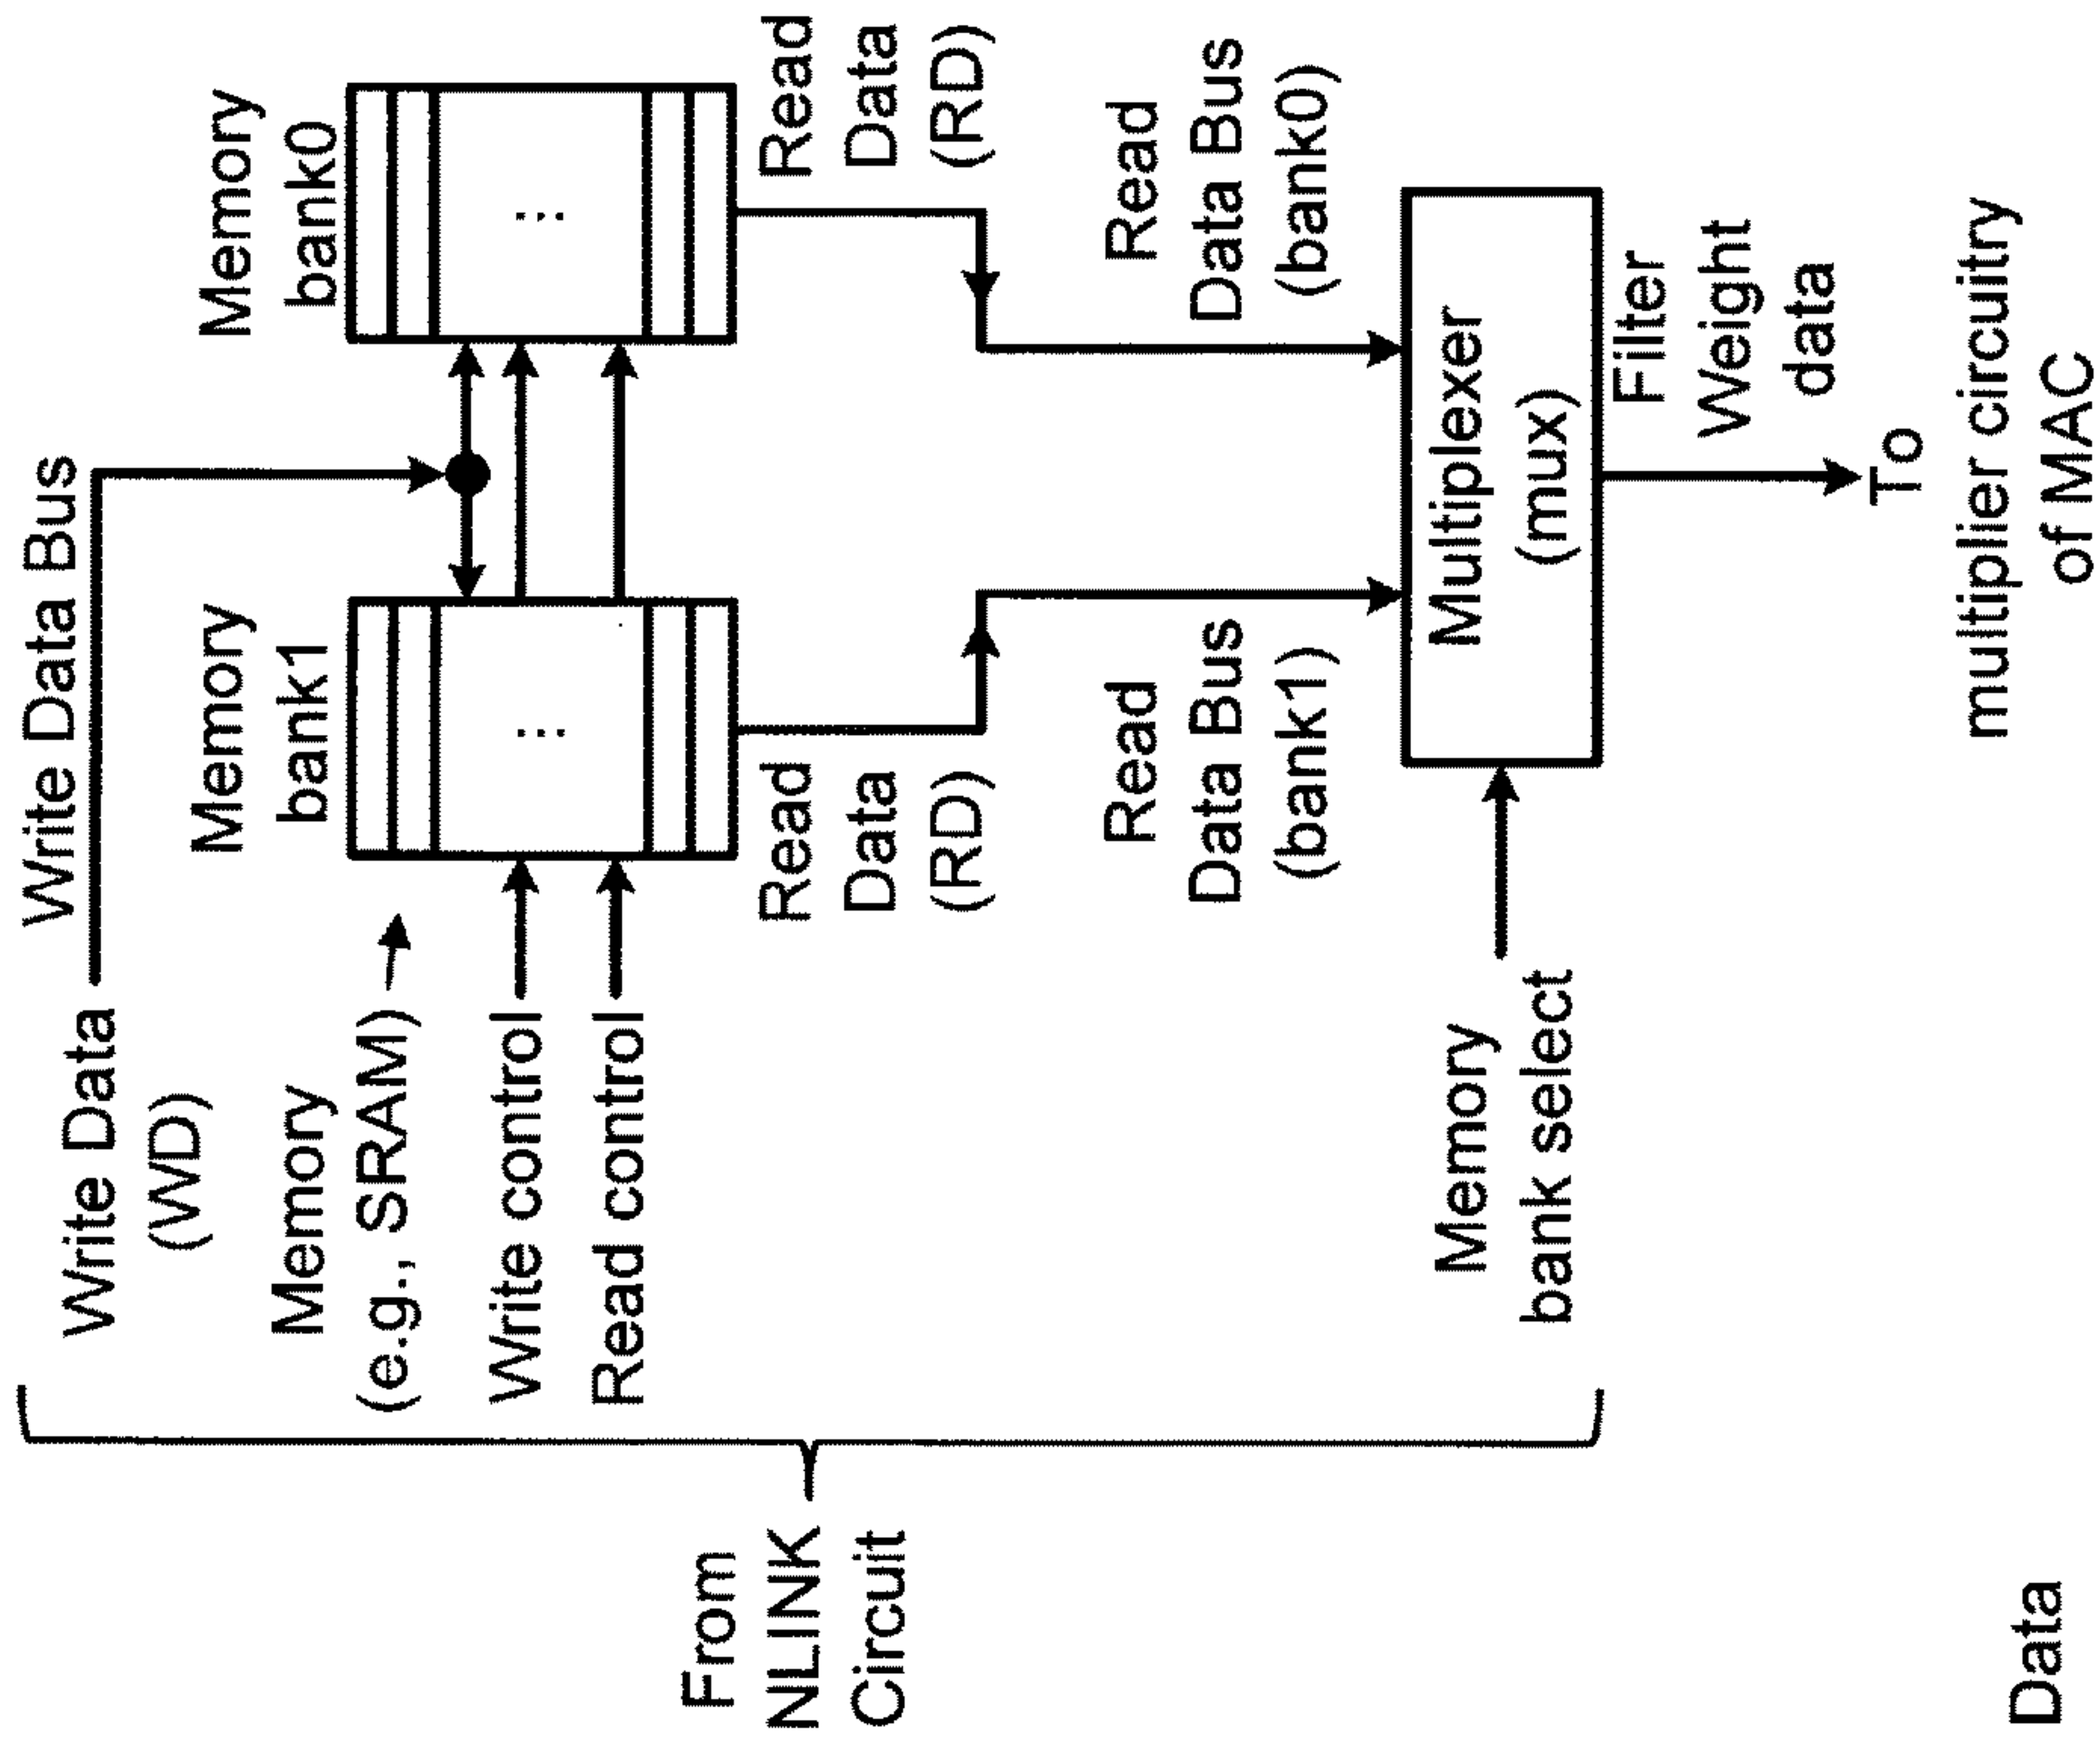 Write Data Bus
Write Data
(WD)
Memory
bank1
Memory
bank0
Memory
(e.g., SRAM)
...
...
Write control
Read control
From
NLINK
Circuit
Read
Data
(RD)
Read
Data
(RD)
Read
Data Bus
(bank1)
Read
Data Bus
(bank0)
Memory
bank select
Multiplexer
(mux)
Filter
Weight
data
To
multiplier circuitry
of MAC
Data